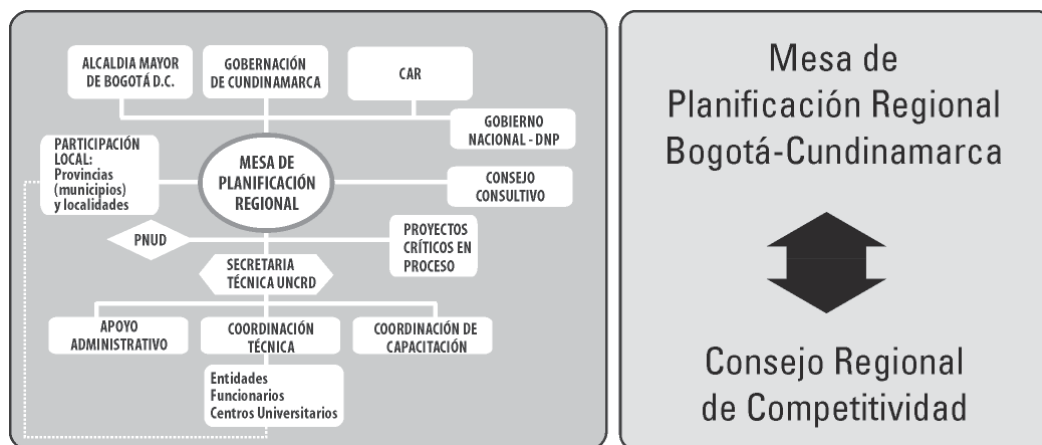 ALCALDIA MAYOR
DE BOGOTÁ D.C.
GOBERNACIÓN
DE CUNDINAMARCA
CAR
GOBIERNO
NACIONAL - DNP
PARTICIPACIÓN
LOCAL:
Provincias
(municipios)
y localidades
MESA DE
PLANIFICACIÓN
REGIONAL
CONSEJO
CONSULTIVO
PNUD
PROYECTOS
CRÍTICOS EN
PROCESO
SECRETARIA
TÉCNICA UNCRD
APOYO
ADMINISTRATIVO
COORDINACIÓN
TÉCNICA
COORDINACIÓN DE
CAPACITACIÓN
Entidades
Funcionarios
Centros Universitarios
Mesa de
Planificación Regional
Bogotá-Cundinamarca
Consejo Regional
de Competitividad